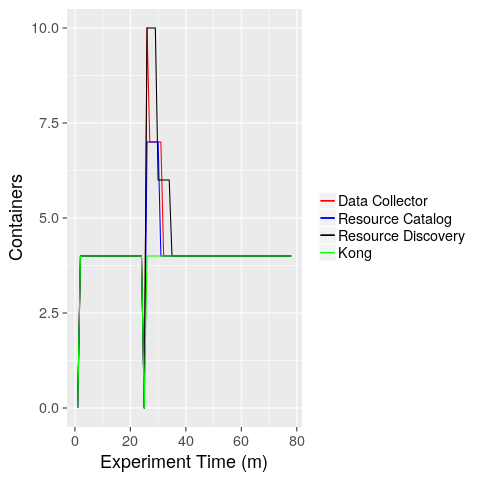 10.0
7.5
5.0
2.5
0.0
Containers
0 20 40 60 80
Experiment Time (m)
Data Collector
Resource Catalog
Resource Discovery
Kong